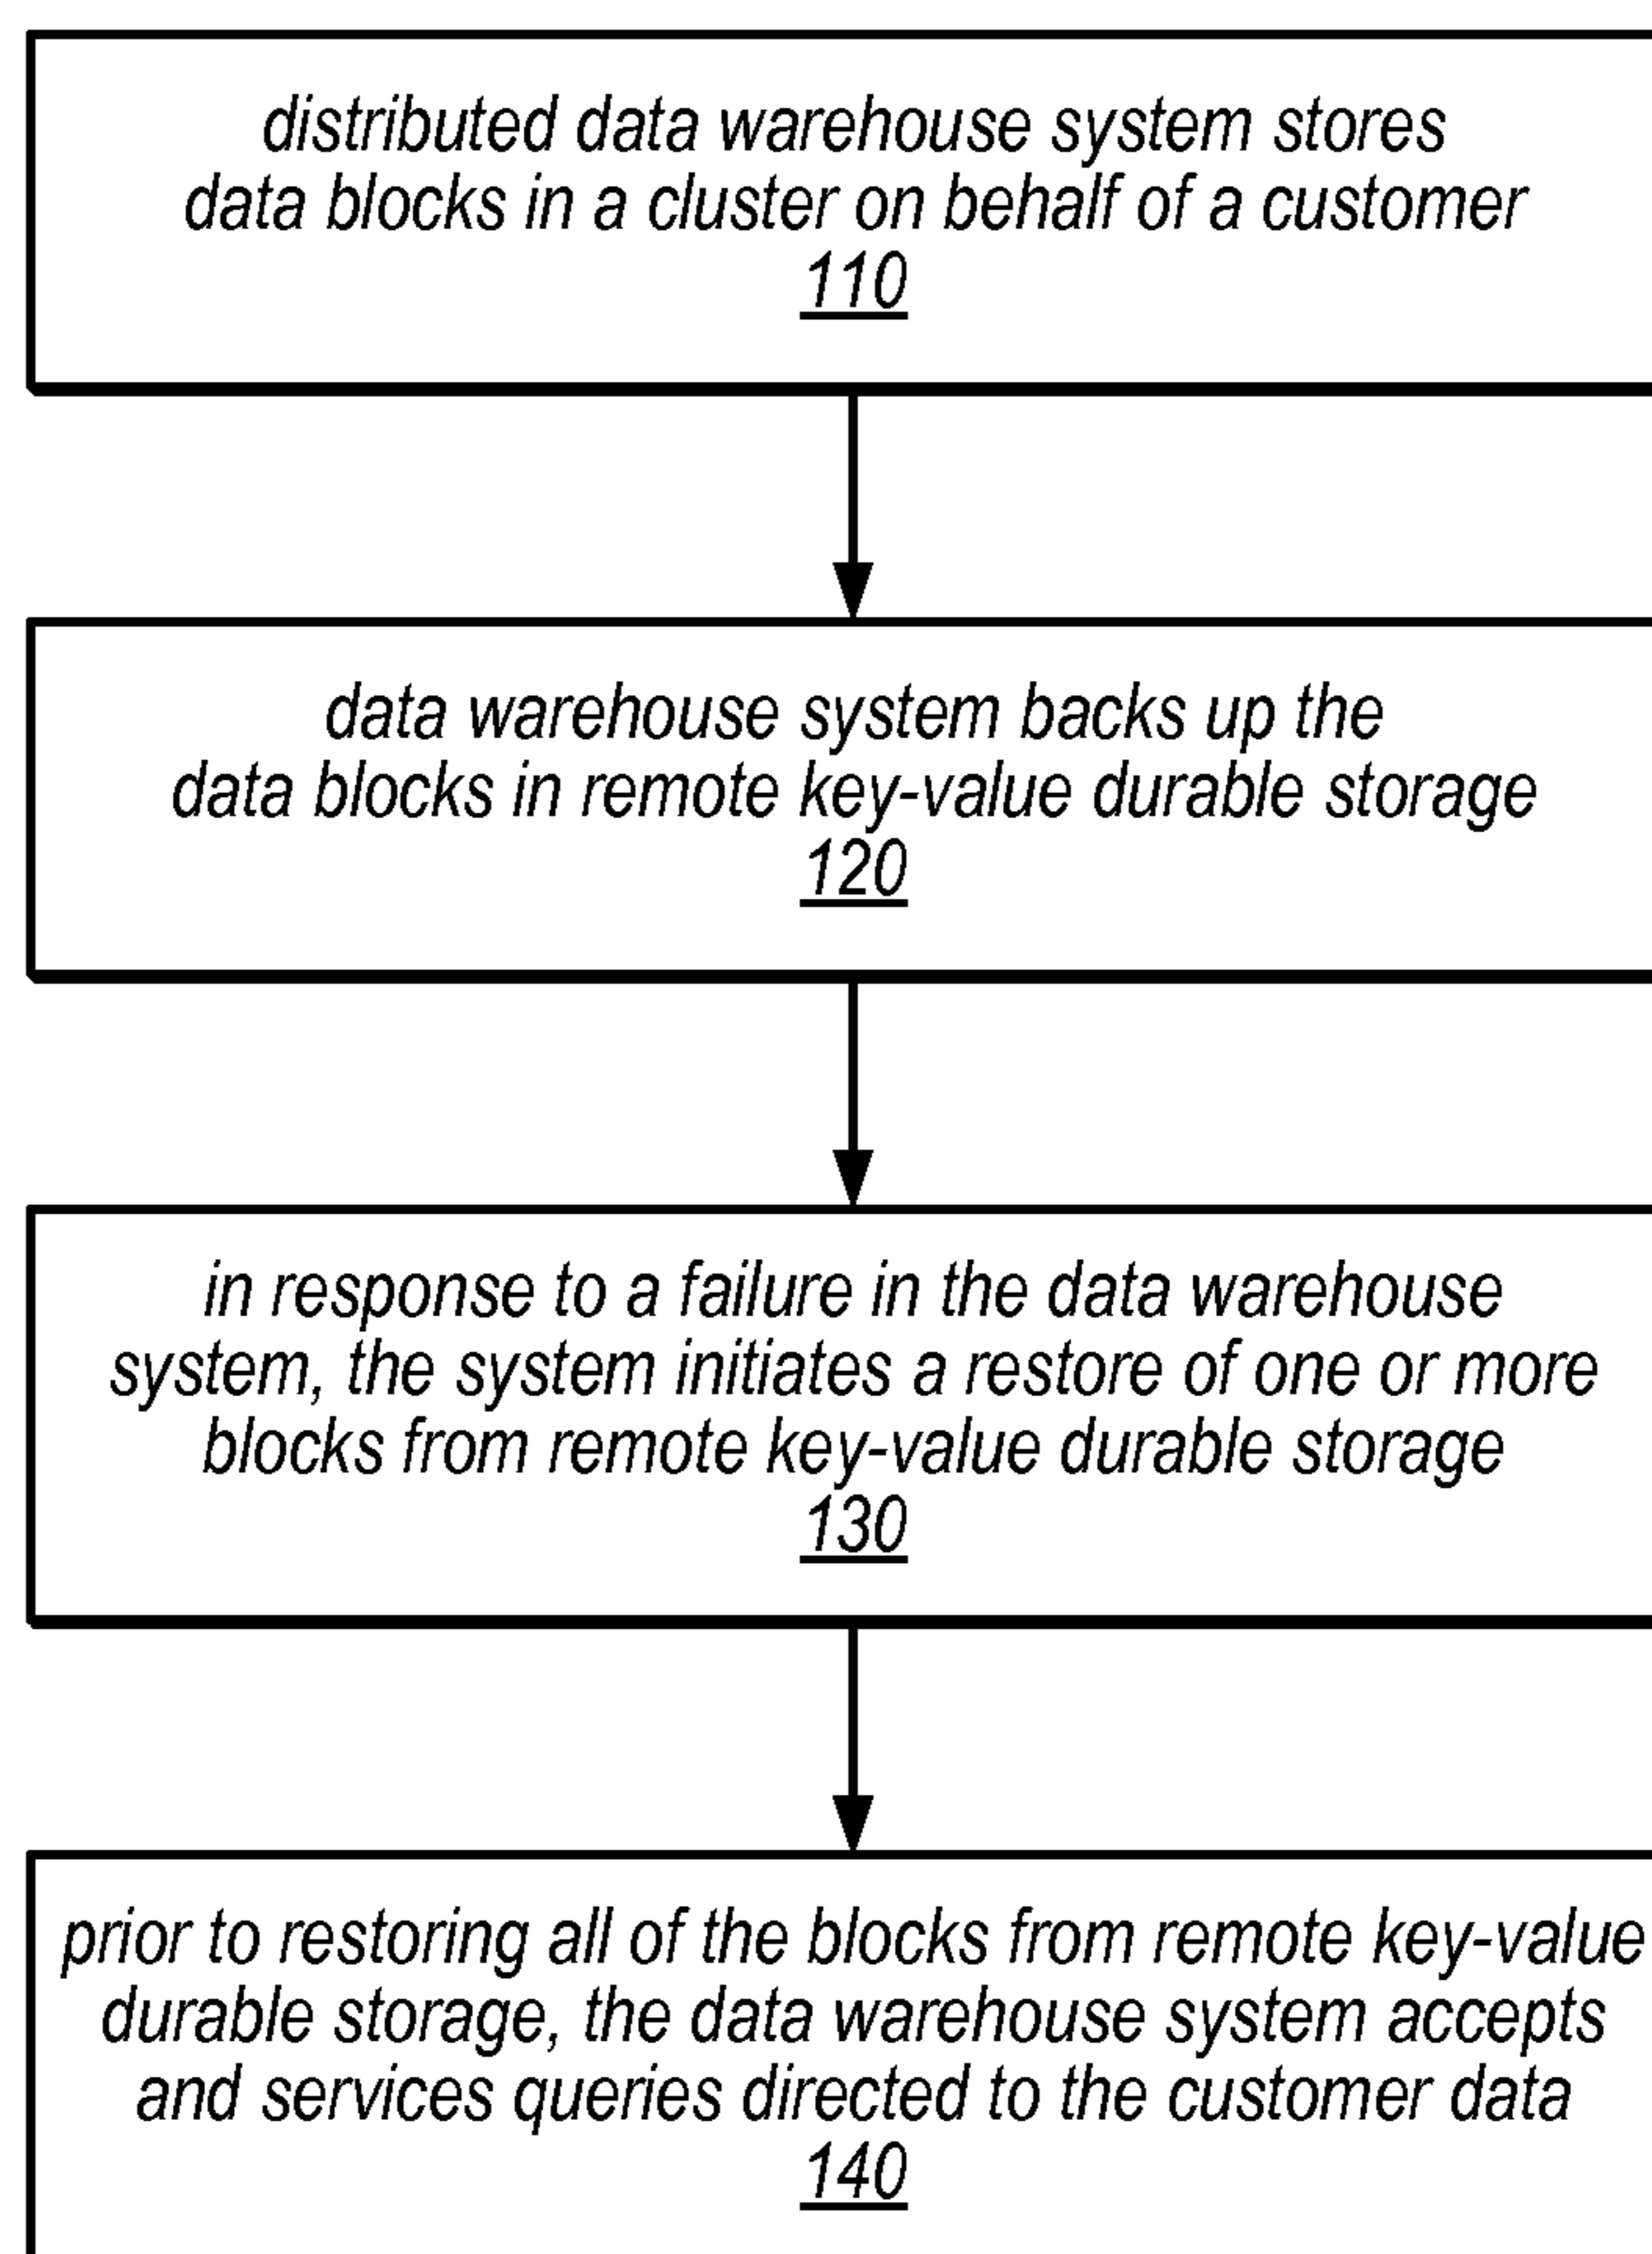 distributed data warehouse system stores
data blocks in a cluster on behalf of a customer
110
data warehouse system backs up the
data blocks in remote key-value durable storage
120
in response to a failure in the data warehouse
system, the system initiates a restore of one or more
blocks from remote key-value durable storage
130
prior to restoring all of the blocks from remote key-value
durable storage, the data warehouse system accepts
and services queries directed to the customer data
140